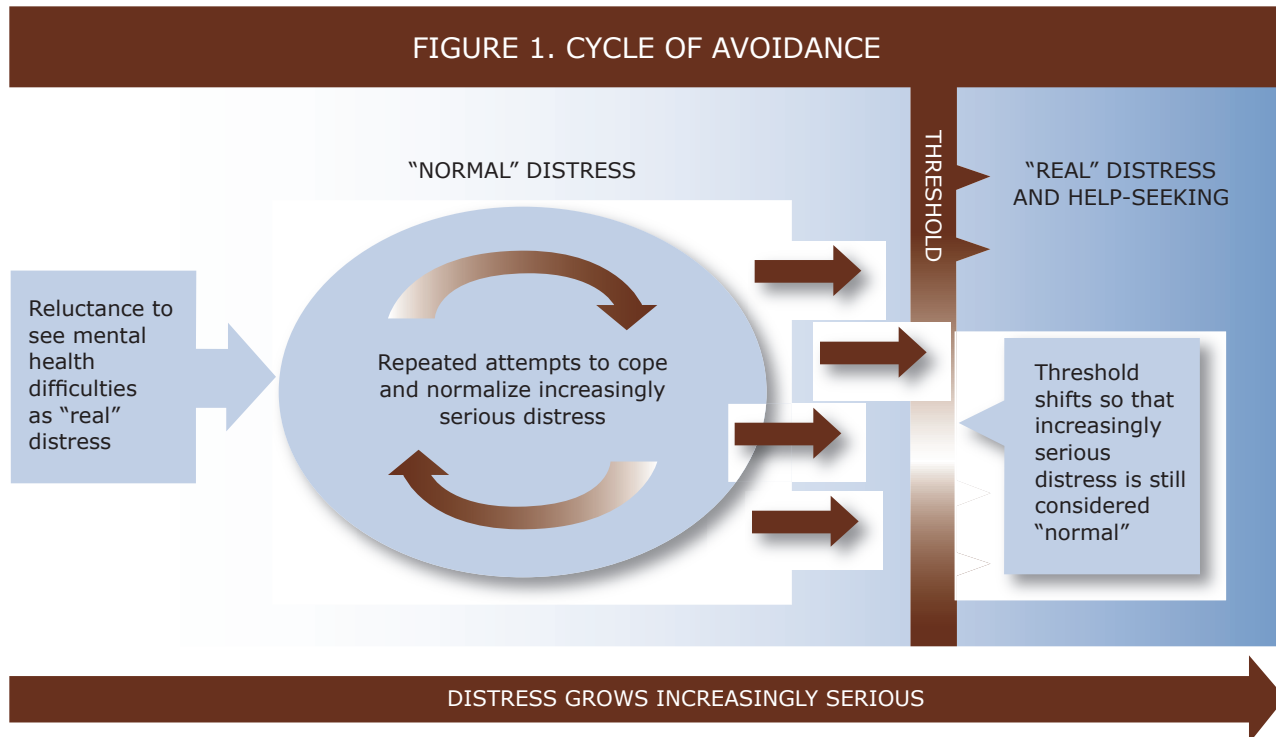 FIGURE 1. CYCLE OF AVOIDANCE
“NORMAL” DISTRESS
THRESHOLD
“REAL” DISTRESS
AND HELP-SEEKING
Reluctance to
see mental
health
difficulties
as “real”
distress
Repeated attempts to cope
and normalize increasingly
serious distress
Threshold
shifts so that
increasingly
serious
distress is still
considered
“normal”
DISTRESS GROWS INCREASINGLY SERIOUS